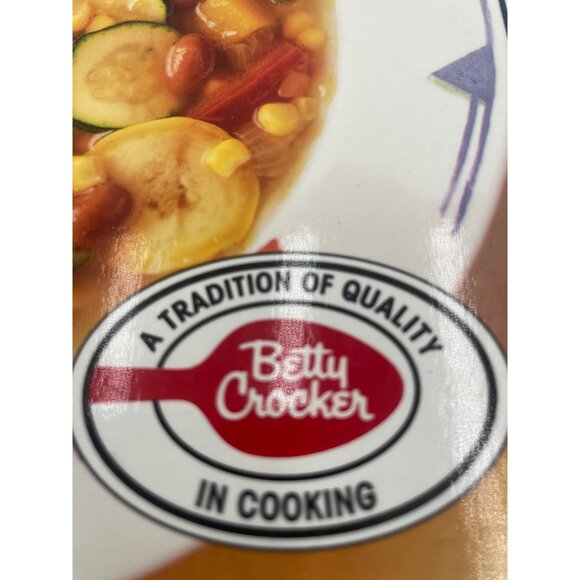 A TRADITION OF QUALITY
Betty
Crocker
IN COOKING